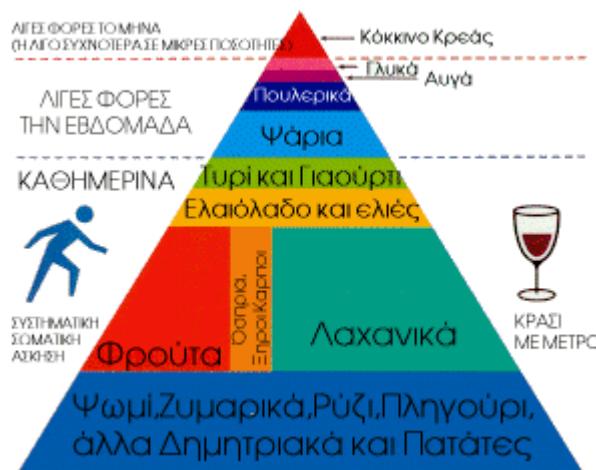 ΛΙΓΕΣ ΦΟΡΕΣ ΤΟ ΜΗΝΑ
(Ή ΛΙΓΟ ΣΥΧΝΟΤΕΡΑ ΣΕ ΜΙΚΡΕΣ ΠΟΣΟΤΗΤΕΣ)
Κόκκινο Κρεάς
Γλυκά
Αυγά
ΛΙΓΕΣ ΦΟΡΕΣ
ΤΗΝ ΕΒΔΟΜΑΔΑ
Πουλερικά
Ψάρια
ΚΑΘΗΜΕΡΙΝΑ
Τυρί και Γιαούρτι
Ελαιόλαδο και ελιές
ΣΥΣΤΗΜΑΤΙΚΗ
ΣΩΜΑΤΙΚΗ
ΑΣΚΗΣΗ
Φρούτα
Όσπρια,
Ξηροί Καρποί
Λαχανικά
ΚΡΑΣΙ
ΜΕ ΜΕΤΡΟ
Ψωμί,Ζυμαρικά,Ρύζι,Πληγούρι,
άλλα Δημητριακά και Πατάτες